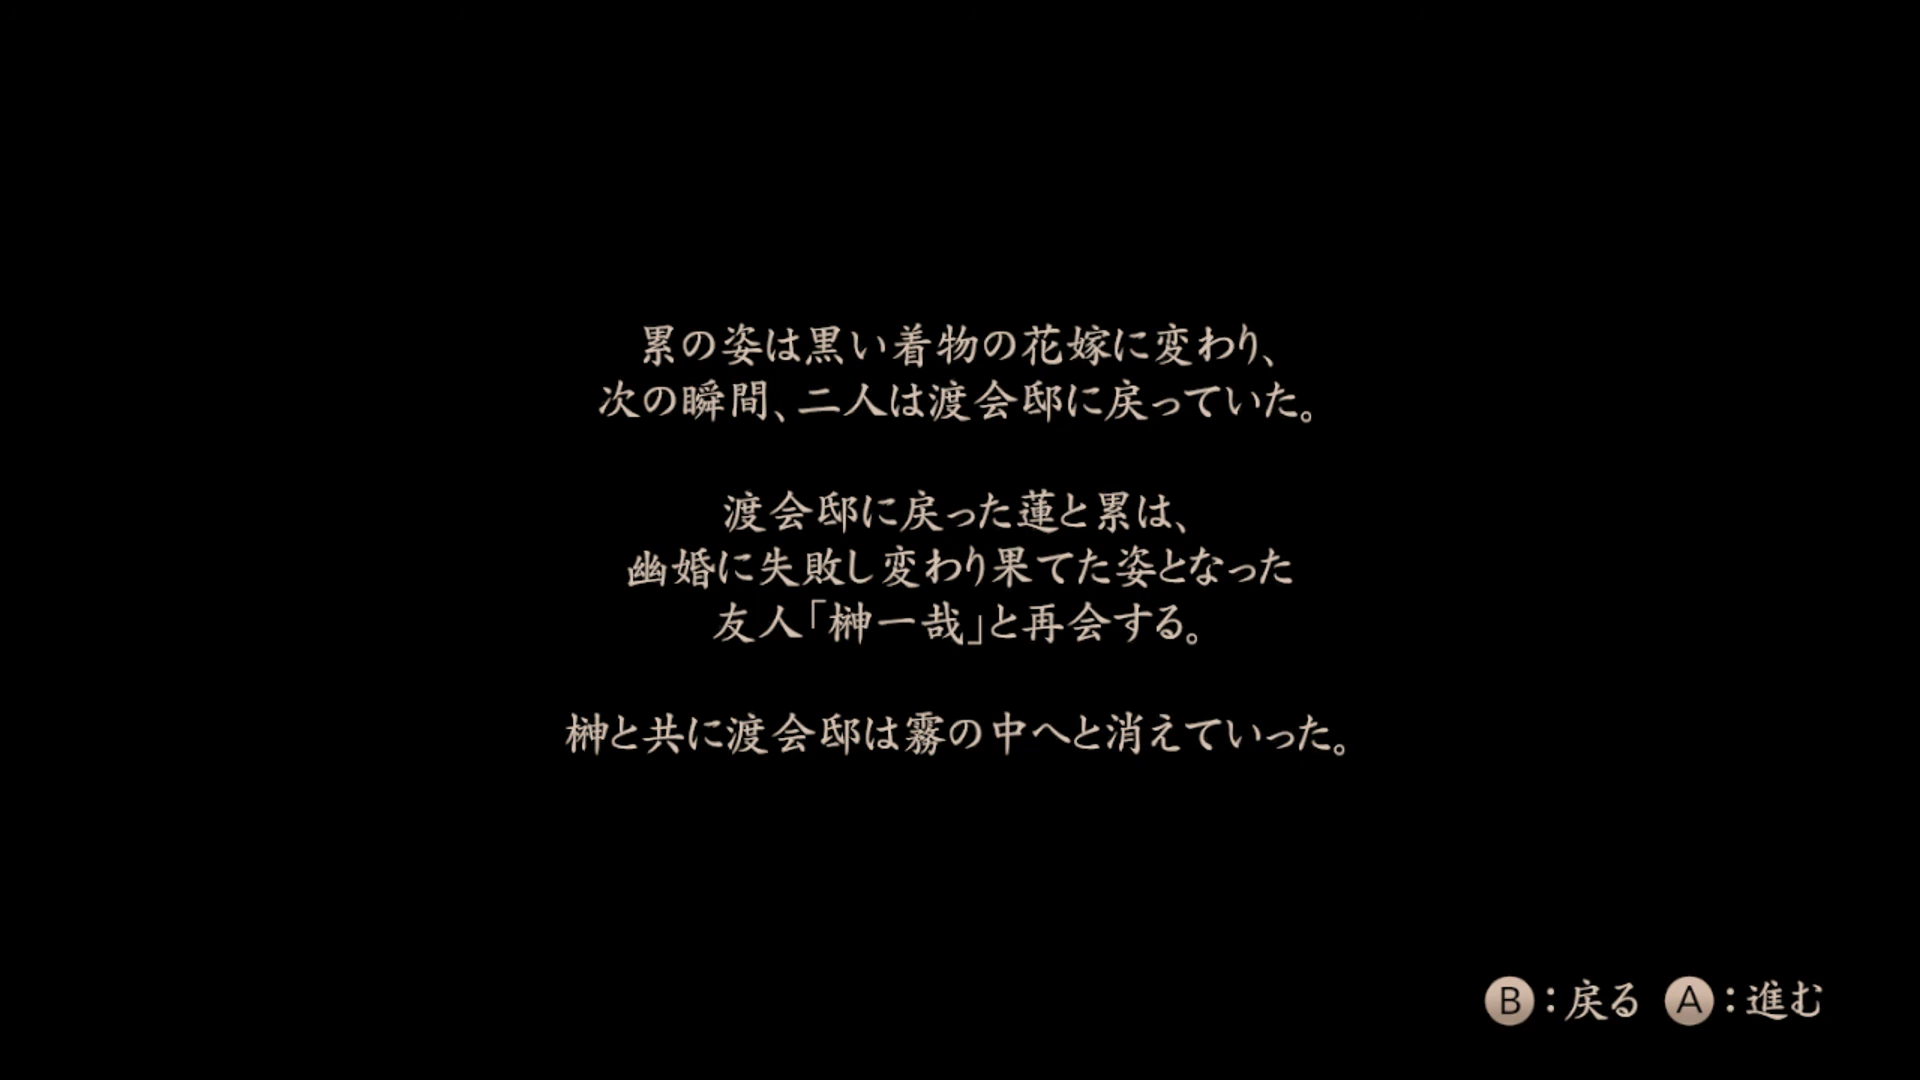 累の姿は黒い着物の花嫁に変わり、
次の瞬間、二人は渡会邸に戻っていた。
渡会邸に戻った蓮と累は、
幽婚に失敗し変わり果てた姿となった
友人「榊一哉」と再会する。
榊と共に渡会邸は霧の中へと消えていった。
B：戻る A：進む